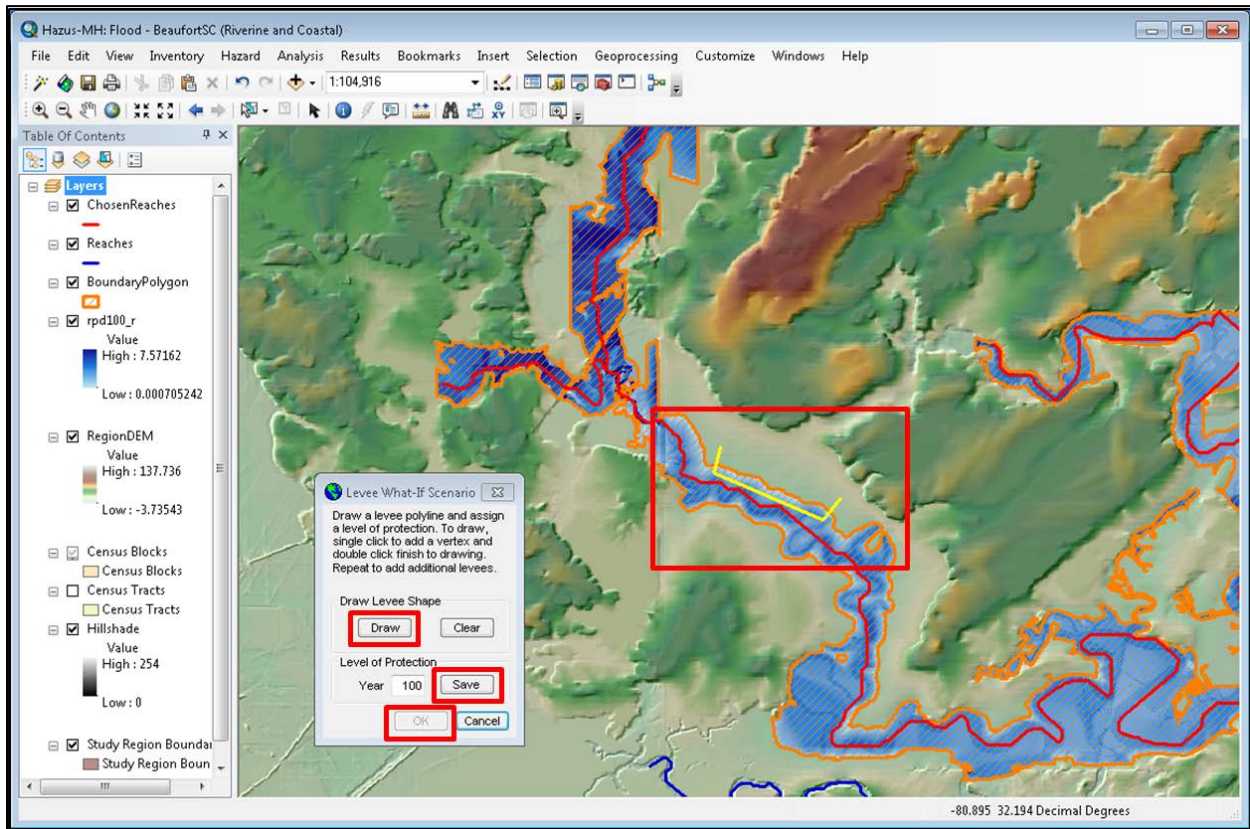 Hazus-MH: Flood - BeaufortSC (Riverine and Coastal)
File Edit View Inventory Hazard Analysis Results Bookmarks Insert Selection Geoprocessing Customize Windows Help
1:104,916
Table Of Contents
Layers
ChosenReaches
Reaches
BoundaryPolygon
rpd100_r
Value
High : 7.57162
Low : 0.000705242
RegionDEM
Value
High : 137.736
Low : -3.73543
Census Blocks
Census Blocks
Census Tracts
Census Tracts
Hillshade
Value
High : 254
Low : 0
Study Region Boundar
Study Region Boun
Levee What-If Scenario
Draw a levee polyline and assign
a level of protection. To draw,
single click to add a vertex and
double click finish to drawing.
Repeat to add additional levees.
Draw Levee Shape
Draw Clear
Level of Protection
Year 100 Save
OK Cancel
-80.895 32.194 Decimal Degrees